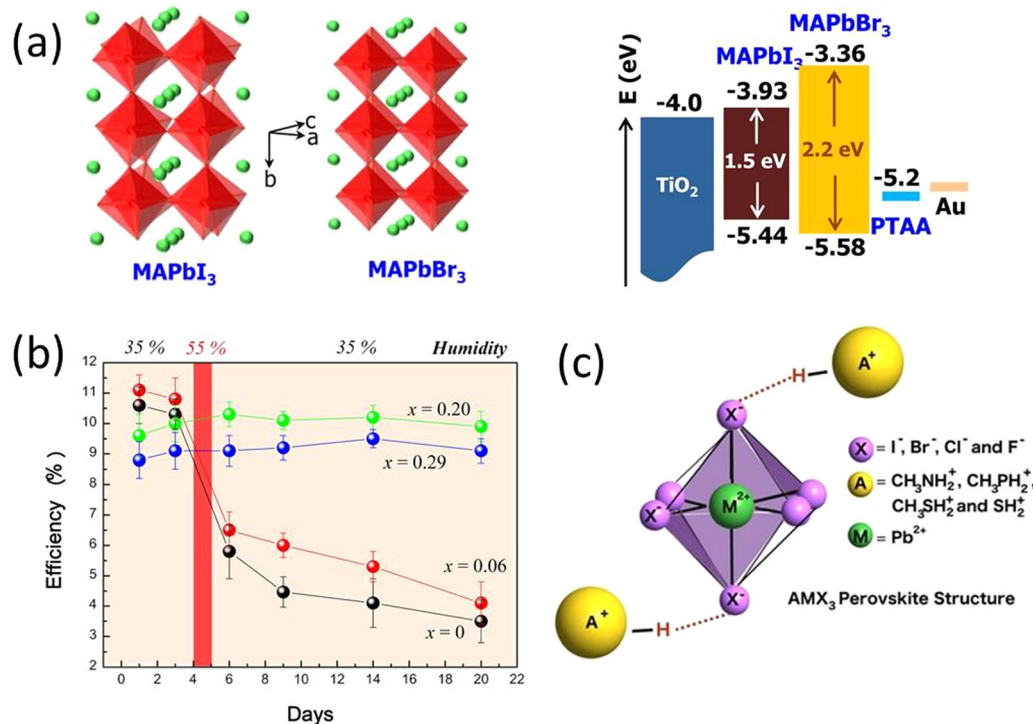 (a)
c
a
b
MAPbI3
MAPbBr3
E (eV)
MAPbBr3
MAPbI3
-3.36
-3.93
-4.0
1.5 eV
2.2 eV
TiO2
-5.2
Au
PTAA
-5.44
-5.58
(b)
35 %
55 %
35 %
Humidity
12
11
10
9
8
7
6
5
4
3
2
Efficiency (%)
x = 0.20
x = 0.29
x = 0.06
x = 0
0 2 4 6 8 10 12 14 16 18 20 22
Days
(c)
A+
H
X-
X-
M2+
X-
A+
H
X = I-, Br-, Cl- and F-
A = CH3NH2+, CH3PH2+,
CH3SH2+ and SH2+
M = Pb2+
AMX3 Perovskite Structure